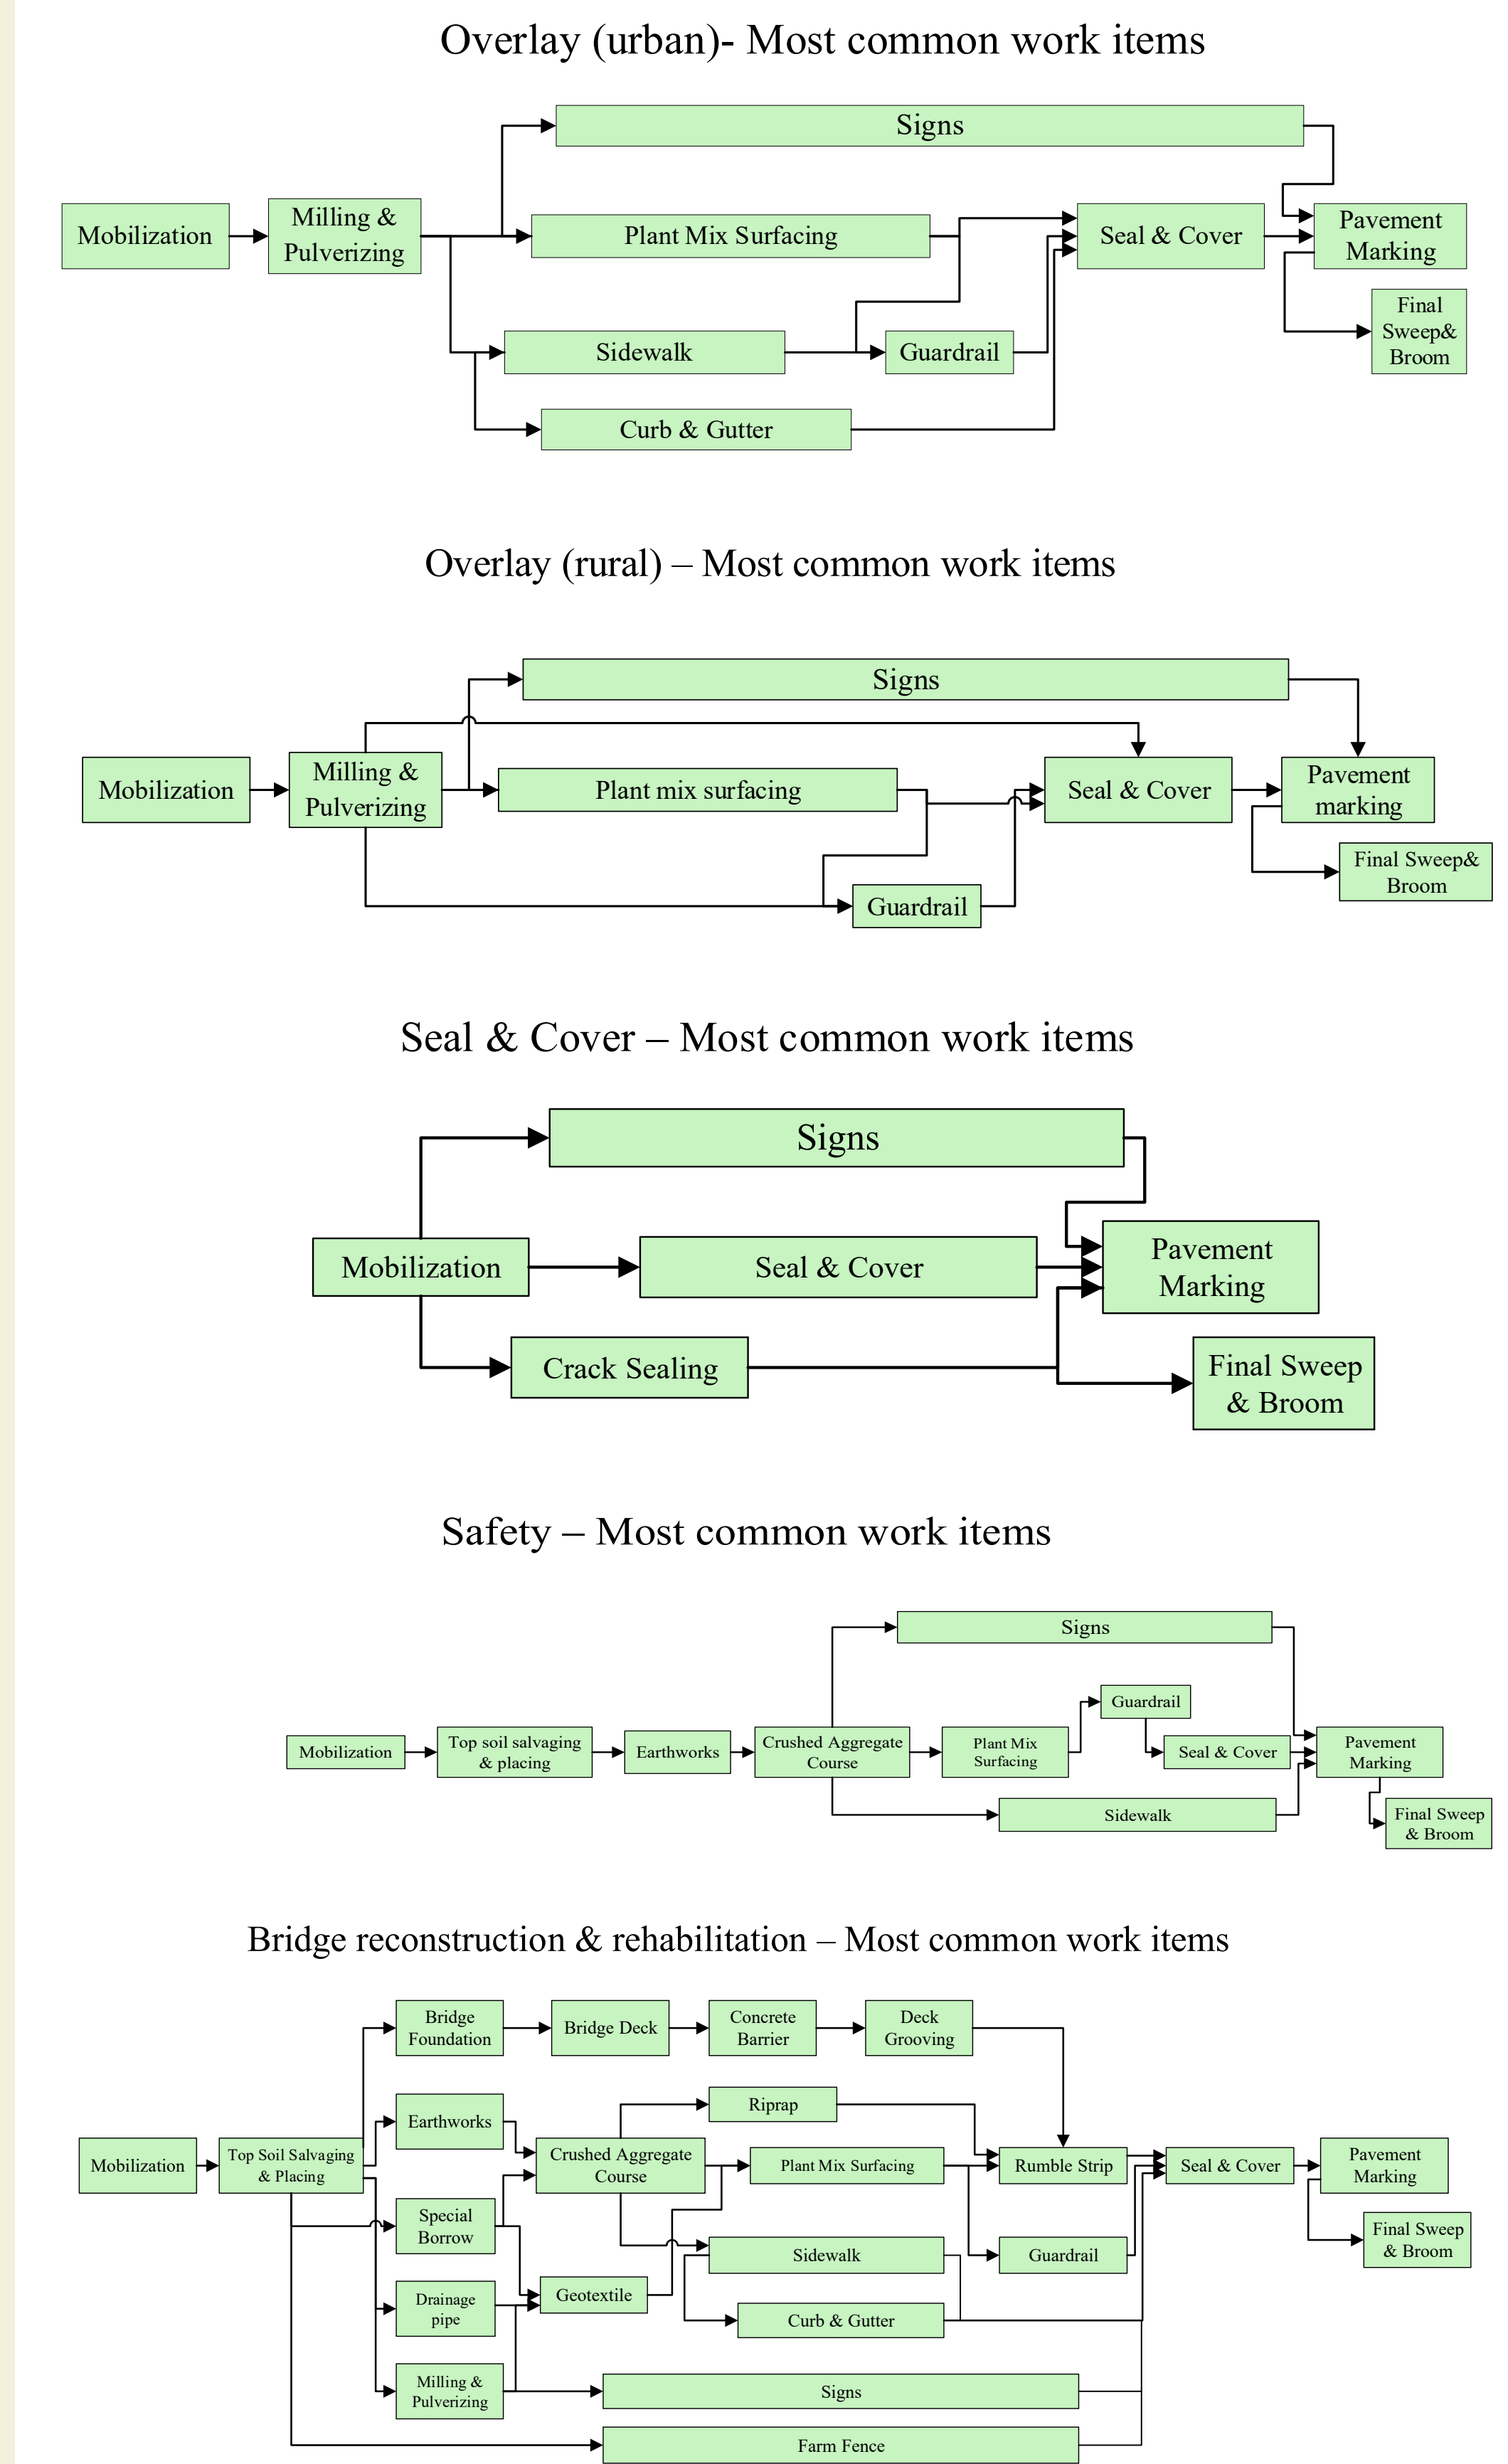 Overlay (urban)- Most common work items
Signs
Mobilization
Milling &
Pulverizing
Plant Mix Surfacing
Seal & Cover
Pavement
Marking
Final
Sweep&
Broom
Sidewalk
Guardrail
Curb & Gutter
Overlay (rural) – Most common work items
Signs
Mobilization
Milling &
Pulverizing
Plant mix surfacing
Seal & Cover
Pavement
marking
Final Sweep&
Broom
Guardrail
Seal & Cover – Most common work items
Signs
Mobilization
Seal & Cover
Pavement
Marking
Crack Sealing
Final Sweep
& Broom
Safety – Most common work items
Signs
Guardrail
Mobilization
Top soil salvaging
& placing
Earthworks
Crushed Aggregate
Course
Plant Mix
Surfacing
Seal & Cover
Pavement
Marking
Sidewalk
Final Sweep
& Broom
Bridge reconstruction & rehabilitation – Most common work items
Bridge
Foundation
Bridge Deck
Concrete
Barrier
Deck
Grooving
Riprap
Earthworks
Mobilization
Top Soil Salvaging
& Placing
Crushed Aggregate
Course
Plant Mix Surfacing
Rumble Strip
Seal & Cover
Pavement
Marking
Special
Borrow
Sidewalk
Guardrail
Final Sweep
& Broom
Geotextile
Drainage
pipe
Curb & Gutter
Milling &
Pulverizing
Signs
Farm Fence